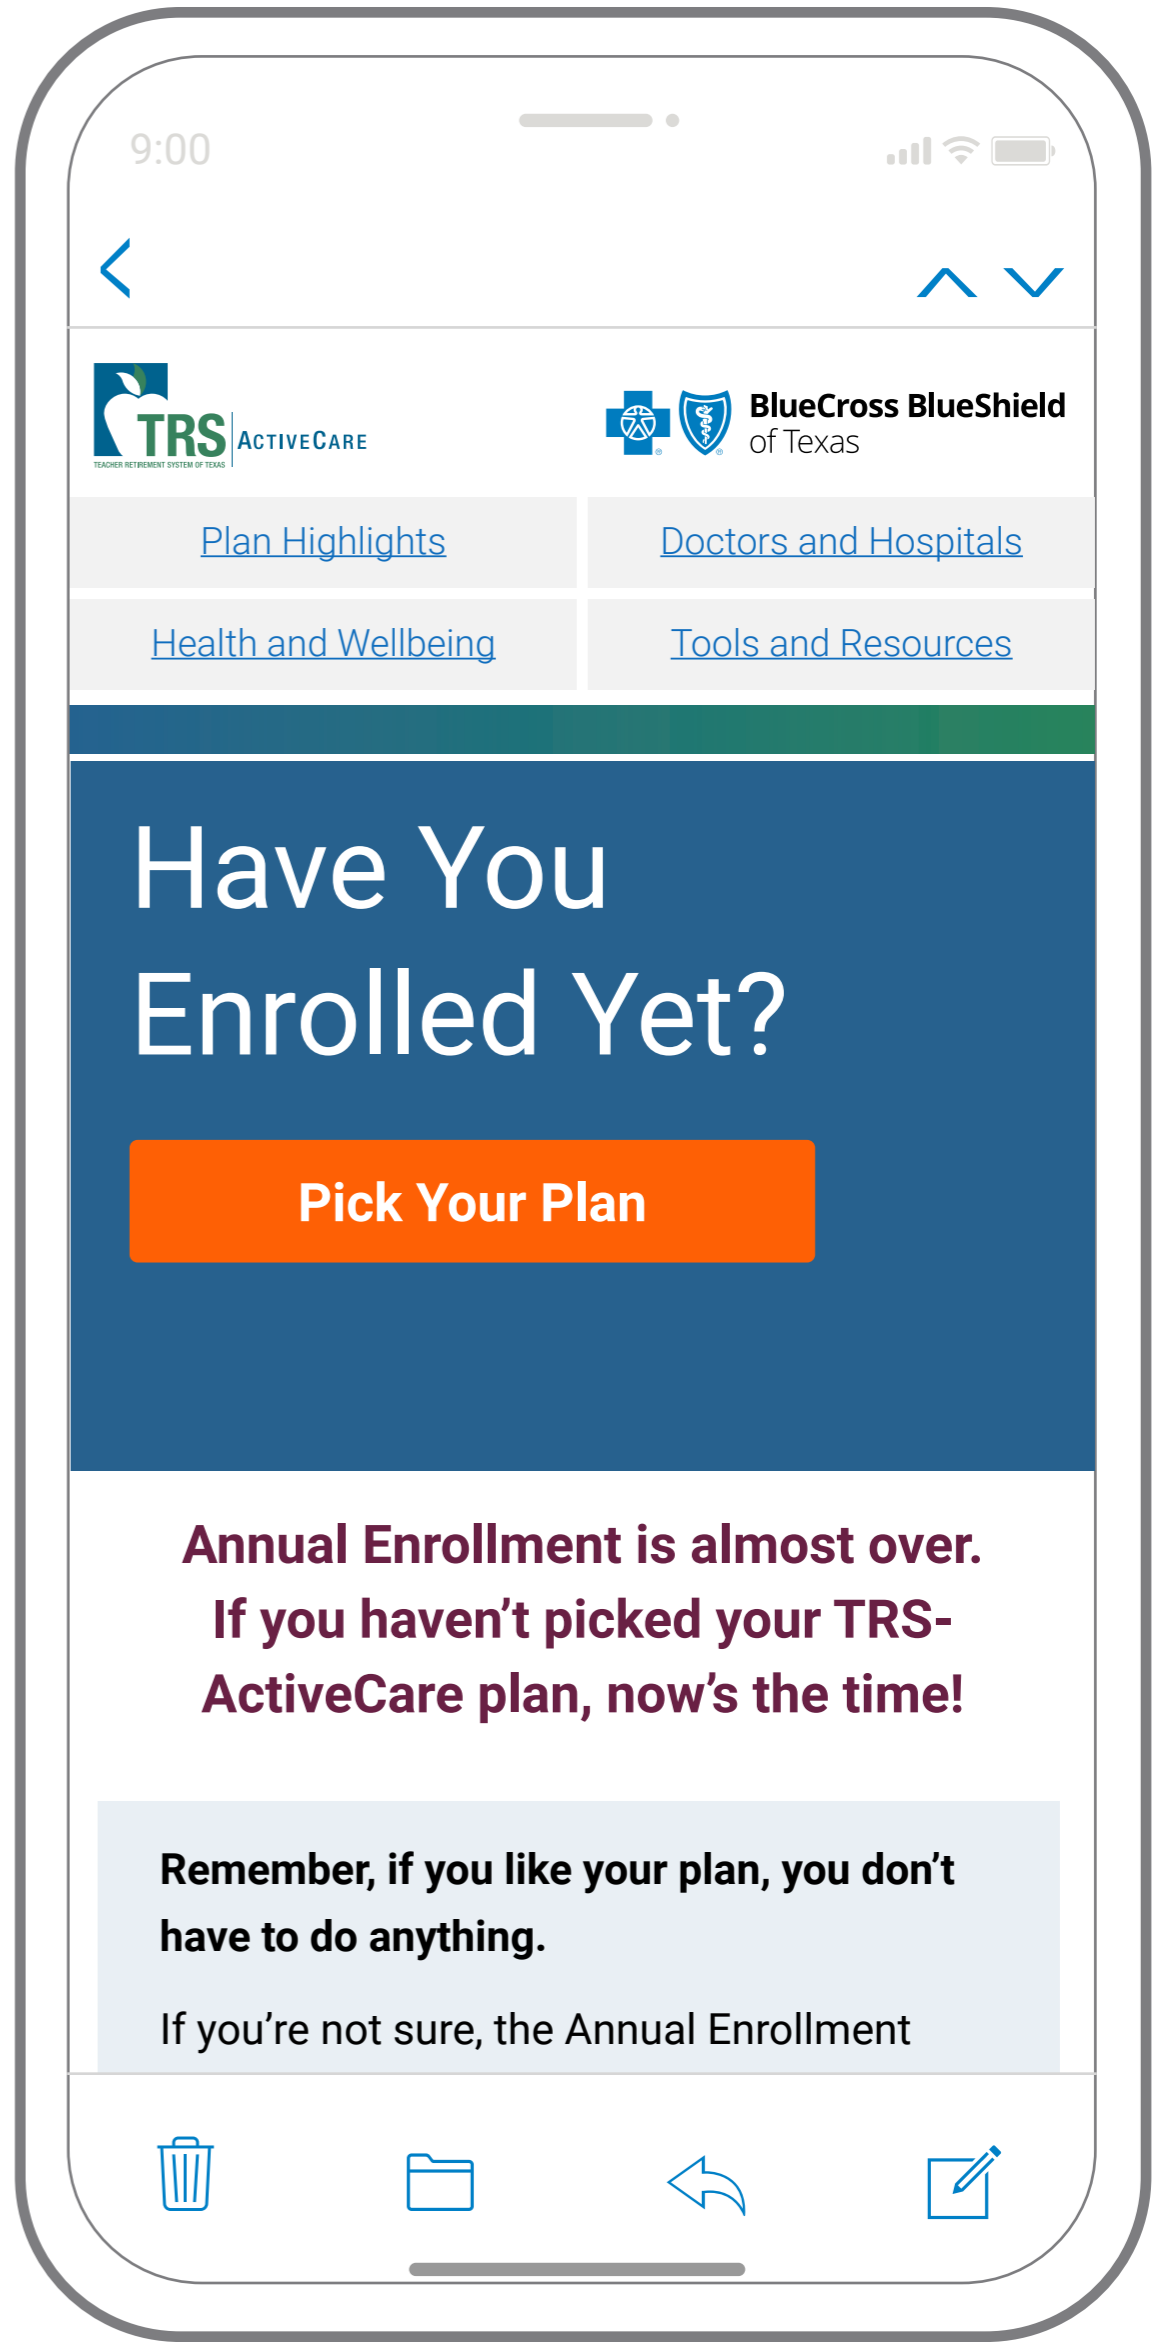 9:00
TRS ACTIVECARE
TEACHER RETIREMENT SYSTEM OF TEXAS
BlueCross BlueShield
of Texas
Plan Highlights
Doctors and Hospitals
Health and Wellbeing
Tools and Resources
Have You
Enrolled Yet?
Pick Your Plan
Annual Enrollment is almost over.
If you haven’t picked your TRS-
ActiveCare plan, now’s the time!
Remember, if you like your plan, you don’t
have to do anything.
If you’re not sure, the Annual Enrollment